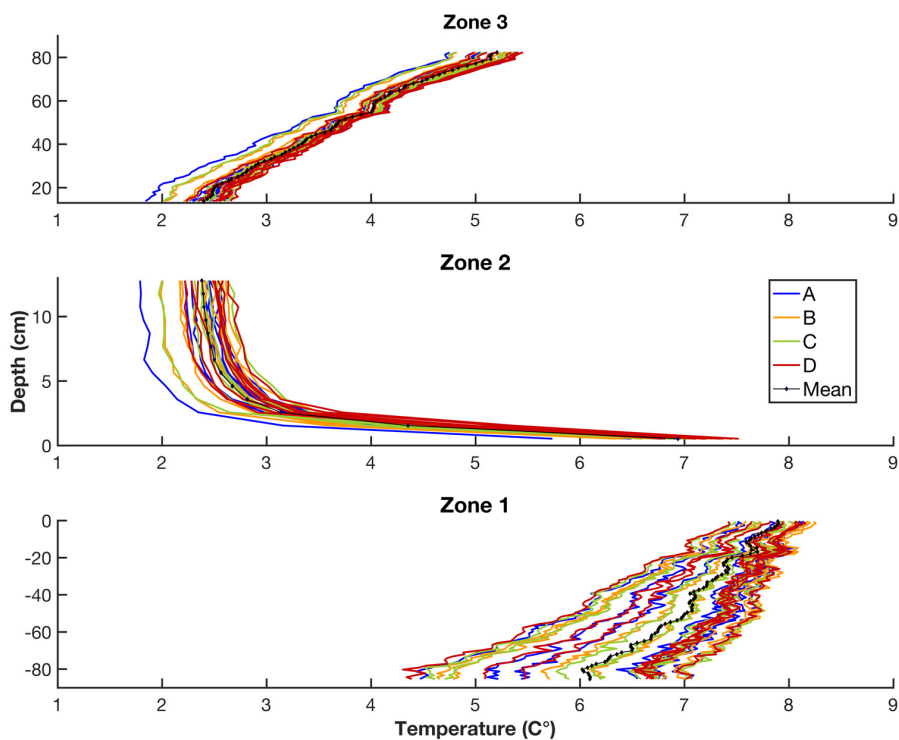 Zone 3
80
60
40
20
1 2 3 4 5 6 7 8 9
Zone 2
10
5
0
1 2 3 4 5 6 7 8 9
A
B
C
D
Mean
Depth (cm)
Zone 1
0
-20
-40
-60
-80
1 2 3 4 5 6 7 8 9
Temperature (C°)